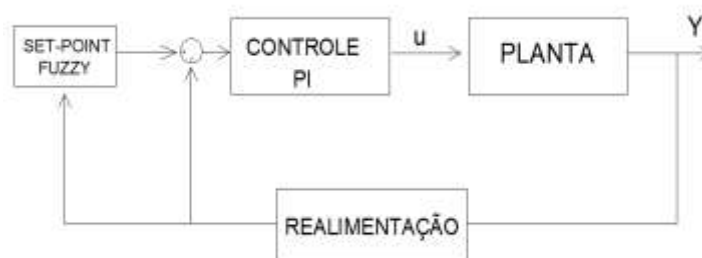 SET-POINT
FUZZY
CONTROLE
PI
u
PLANTA
Y
REALIMENTAÇÃO